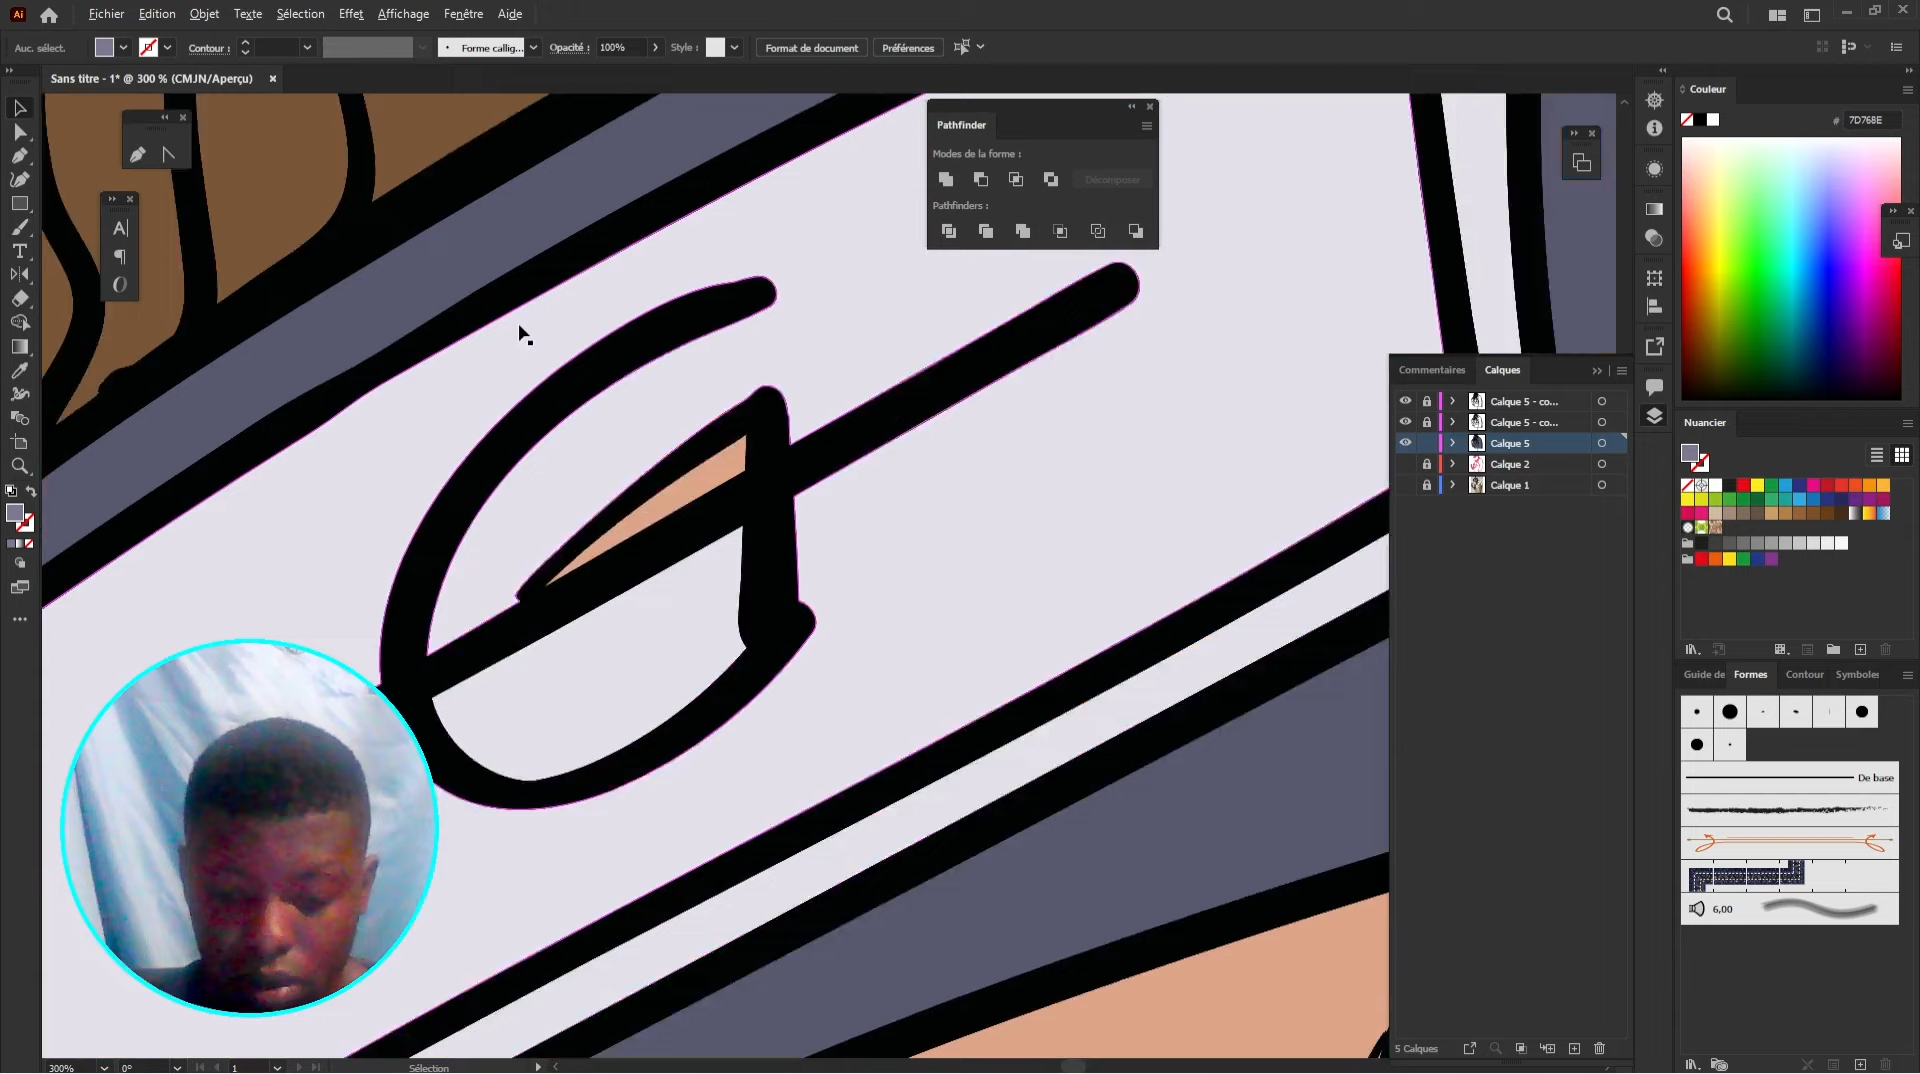 Ai Fichier Edition Objet Texte Sélection Effet Affichage Fenêtre Aide
Auc. sélect. Contour : Forme callig... Opacité : 100% Style : Format de document Préférences
Sans titre - 1* @ 300 % (CMJN/Aperçu)
Couleur
# 7D768E
Pathfinder
Modes de la forme :
Décomposer
Pathfinders :
Commentaires Calques
Calque 5 - co...
Calque 5 - co...
Calque 5
Calque 2
Calque 1
5 Calques
Nuancier
Guide de Formes Contour Symboles
De base
6,00
300% 0° 1 Sélection